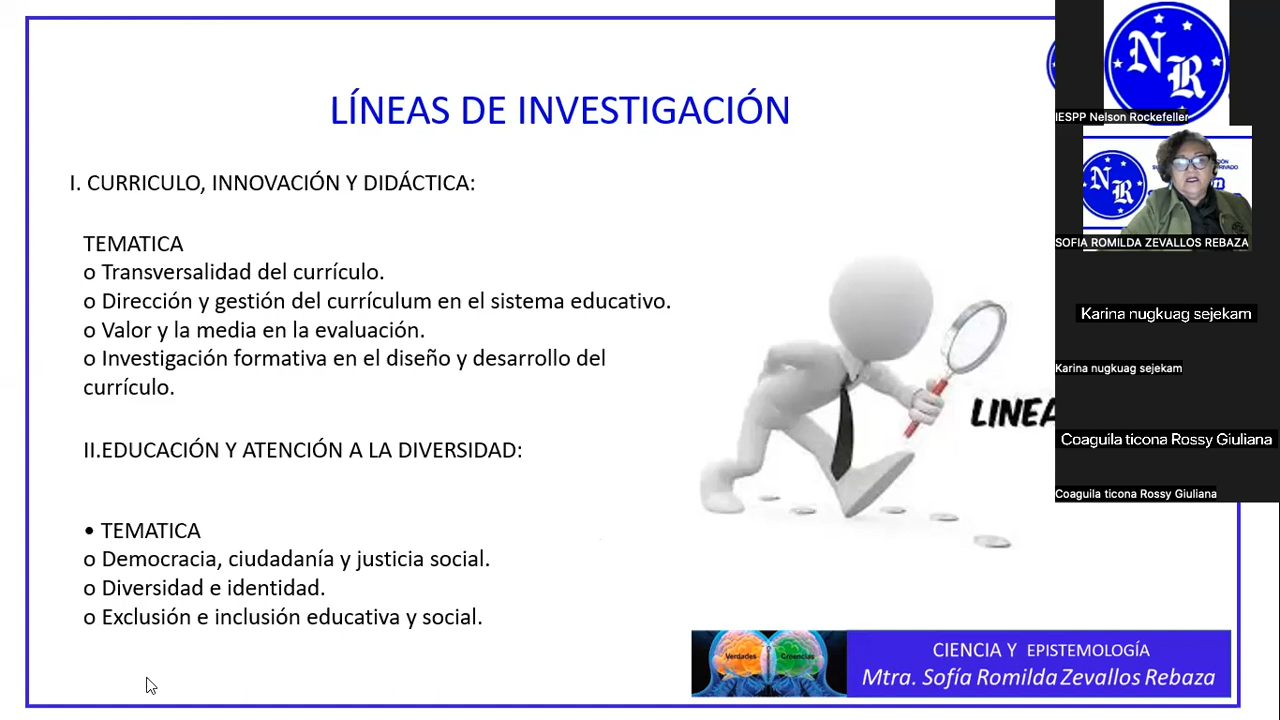 LÍNEAS DE INVESTIGACIÓN
I. CURRICULO, INNOVACIÓN Y DIDÁCTICA:
TEMATICA
o Transversalidad del currículo.
o Dirección y gestión del currículum en el sistema educativo.
o Valor y la media en la evaluación.
o Investigación formativa en el diseño y desarrollo del
currículo.
II.EDUCACIÓN Y ATENCIÓN A LA DIVERSIDAD:
• TEMATICA
o Democracia, ciudadanía y justicia social.
o Diversidad e identidad.
o Exclusión e inclusión educativa y social.
LINEA
Verdades
Creencias
CIENCIA Y EPISTEMOLOGÍA
Mtra. Sofía Romilda Zevallos Rebaza
NR
IESPP Nelson Rockefeller
NR
SOFIA ROMILDA ZEVALLOS REBAZA
Karina nugkuag sejekam
Karina nugkuag sejekam
Coaguila ticona Rossy Giuliana
Coaguila ticona Rossy Giuliana